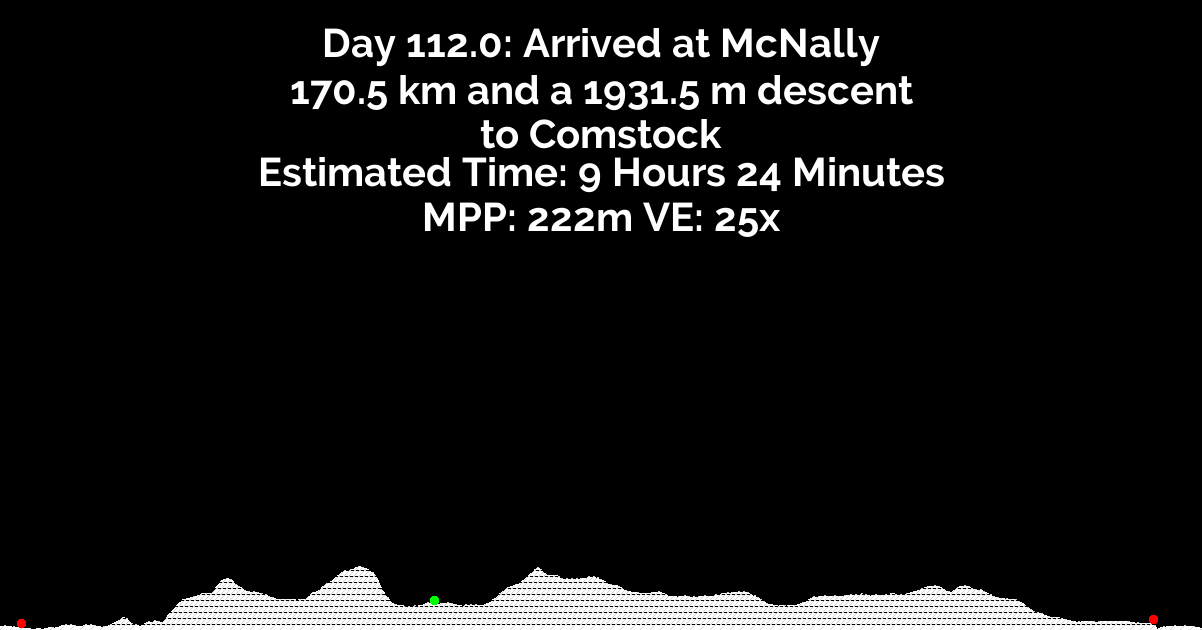 Day 112.0: Arrived at McNally
170.5 km and a 1931.5 m descent
to Comstock
Estimated Time: 9 Hours 24 Minutes
MPP: 222m VE: 25x